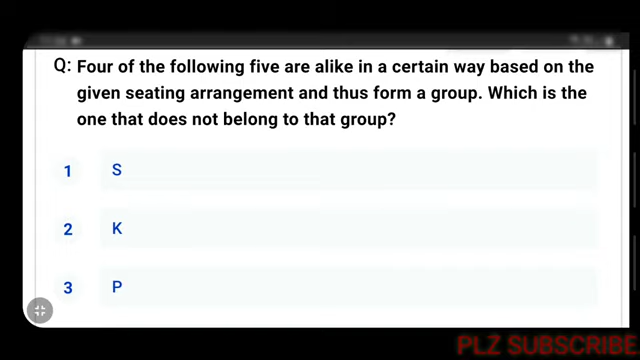 Q: Four of the following five are alike in a certain way based on the
given seating arrangement and thus form a group. Which is the
one that does not belong to that group?
1 S
2 K
3 P
PLZ SUBSCRIBE